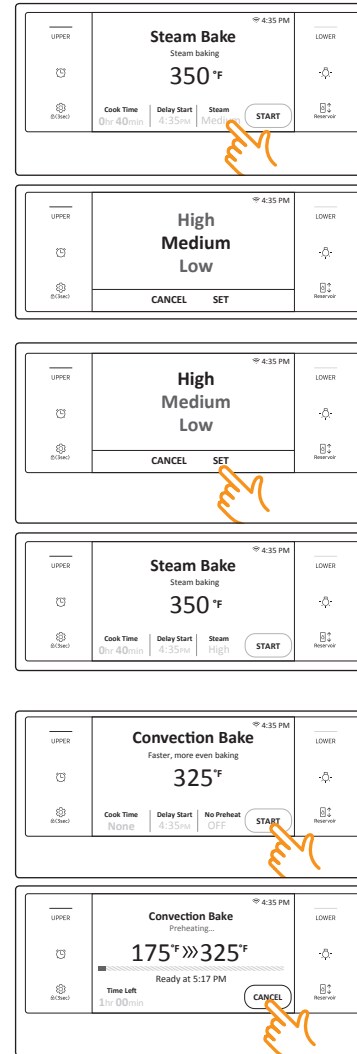 4:35 PM
UPPER
Steam Bake
LOWER
Steam baking
350 °F
Cook Time Delay Start Steam
0hr 40min 4:35PM Medium START
(3sec)
Reservoir
4:35 PM
UPPER
High
LOWER
Medium
Low
(3sec)
Reservoir
CANCEL SET
4:35 PM
UPPER
High
LOWER
Medium
Low
(3sec)
Reservoir
CANCEL SET
4:35 PM
UPPER
Steam Bake
LOWER
Steam baking
350 °F
Cook Time Delay Start Steam
0hr 40min 4:35PM High START
(3sec)
Reservoir
4:35 PM
UPPER
Convection Bake
LOWER
Faster, more even baking
325°F
Cook Time Delay Start No Preheat
None 4:35PM OFF START
(3sec)
Reservoir
4:35 PM
UPPER
Convection Bake
LOWER
Preheating...
175°F »» 325°F
Ready at 5:17 PM
Time Left
1hr 00min CANCEL
(3sec)
Reservoir